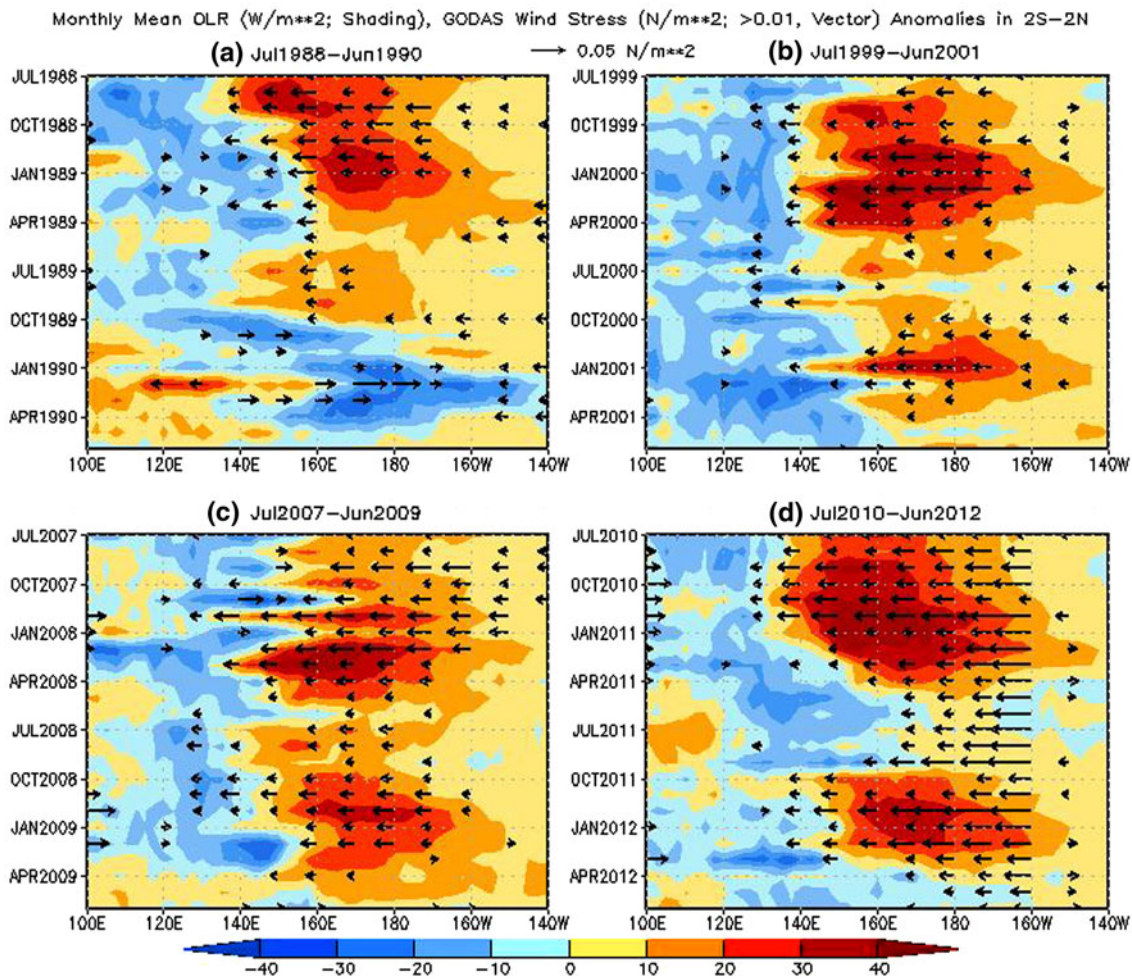 Monthly Mean OLR (W/m**2; Shading), GODAS Wind Stress (N/m**2; >0.01, Vector) Anomalies in 2S-2N
(a) Jul1988-Jun1990
0.05 N/m**2
(b) Jul1999-Jun2001
JUL1988
OCT1988
JAN1989
APR1989
JUL1989
OCT1989
JAN1990
APR1990
100E 120E 140E 160E 180 160W 140W
JUL1999
OCT1999
JAN2000
APR2000
JUL2000
OCT2000
JAN2001
APR2001
100E 120E 140E 160E 180 160W 140W
(c) Jul2007-Jun2009
(d) Jul2010-Jun2012
JUL2007
OCT2007
JAN2008
APR2008
JUL2008
OCT2008
JAN2009
APR2009
100E 120E 140E 160E 180 160W 140W
JUL2010
OCT2010
JAN2011
APR2011
JUL2011
OCT2011
JAN2012
APR2012
100E 120E 140E 160E 180 160W 140W
-40 -30 -20 -10 0 10 20 30 40